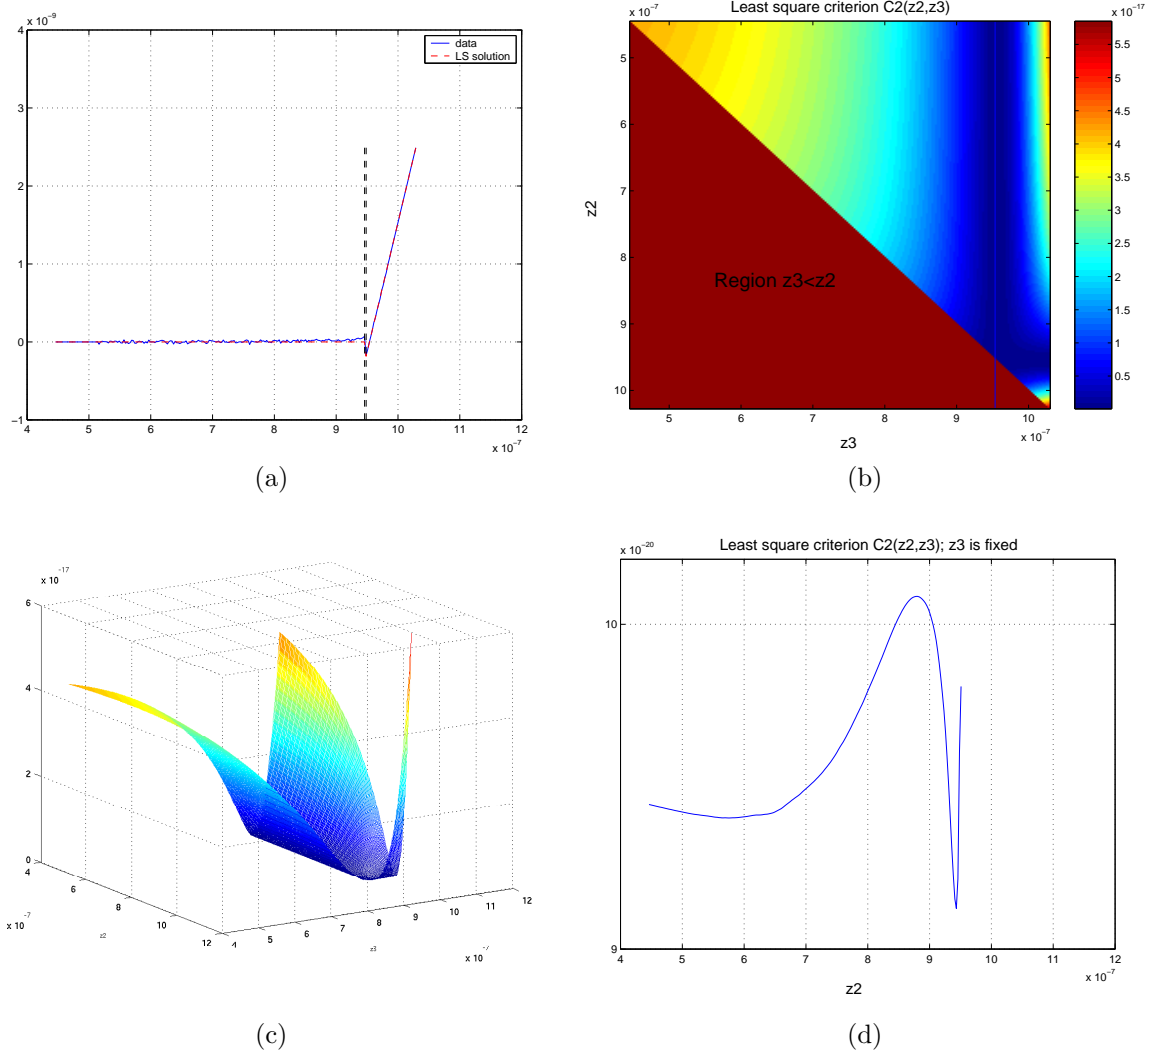 x 10⁻⁹
4
3
2
1
0
−1
4 5 6 7 8 9 10 11 12
x 10⁻⁷
data
LS solution
(a)
Least square criterion C2(z2,z3)
x 10⁻⁷
5
6
7
8
9
10
z2
Region z3<z2
5 6 7 8 9 10
x 10⁻⁷
z3
x 10⁻¹⁷
5.5
5
4.5
4
3.5
3
2.5
2
1.5
1
0.5
(b)
x 10⁻¹⁷
6
4
2
0
4
6
8
10
12
x 10⁻⁷
z2
4 5 6 7 8 9 10 11 12
z3
x 10⁻⁷
(c)
Least square criterion C2(z2,z3); z3 is fixed
x 10⁻²⁰
10
9
4 5 6 7 8 9 10 11 12
x 10⁻⁷
z2
(d)